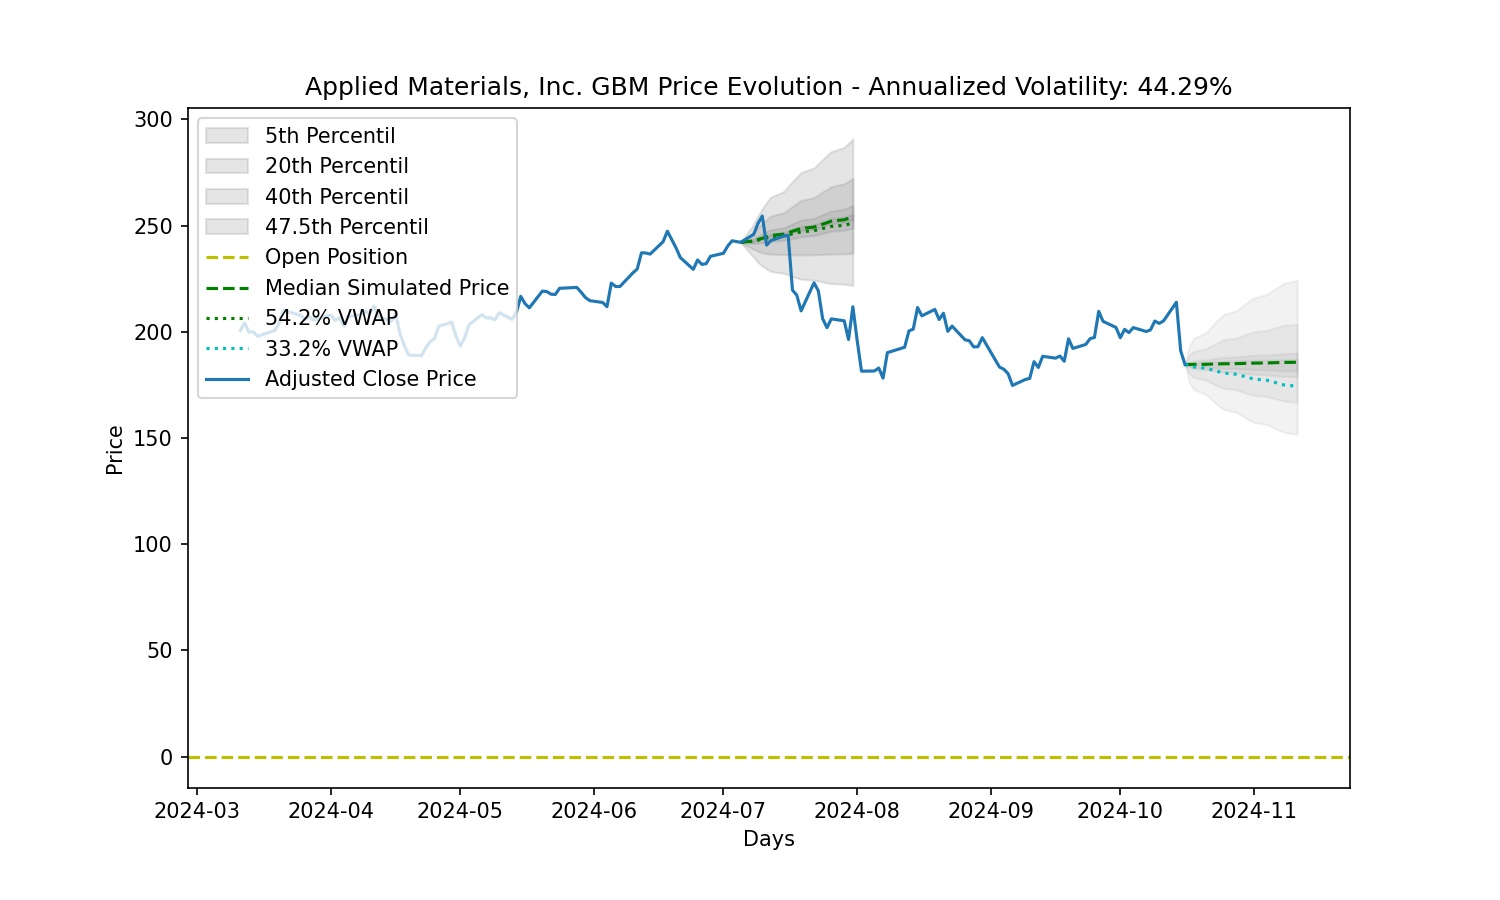 Applied Materials, Inc. GBM Price Evolution - Annualized Volatility: 44.29%
300
250
200
150
100
50
0
Price
5th Percentil
20th Percentil
40th Percentil
47.5th Percentil
Open Position
Median Simulated Price
54.2% VWAP
33.2% VWAP
Adjusted Close Price
2024-03 2024-04 2024-05 2024-06 2024-07 2024-08 2024-09 2024-10 2024-11
Days